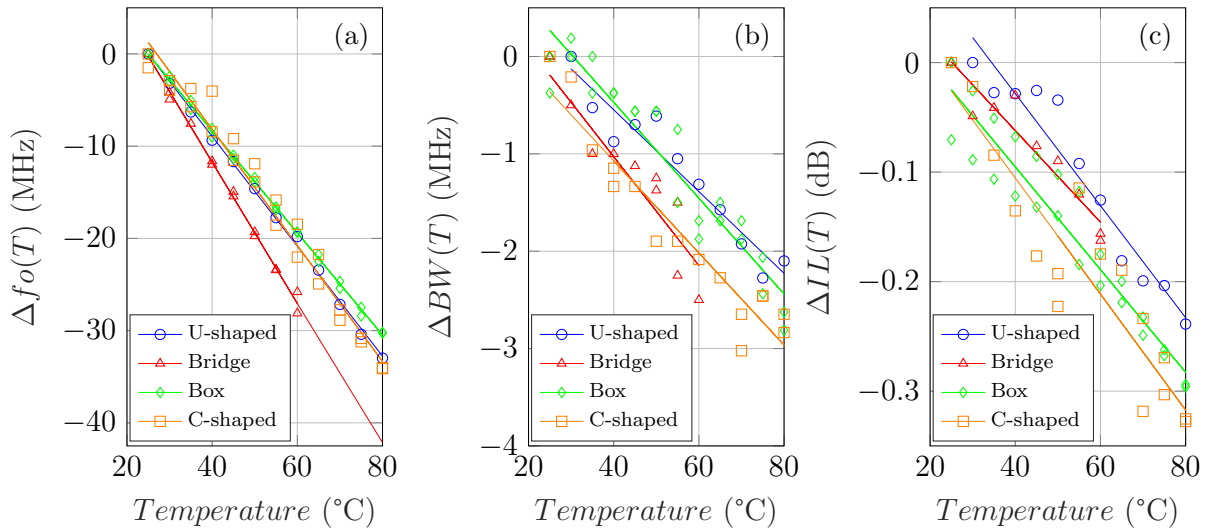 (a)
0
−10
−20
−30
−40
20 40 60 80
Δfo(T) (MHz)
Temperature (°C)
U-shaped
Bridge
Box
C-shaped
(b)
0
−1
−2
−3
−4
20 40 60 80
ΔBW(T) (MHz)
Temperature (°C)
U-shaped
Bridge
Box
C-shaped
(c)
0
−0.1
−0.2
−0.3
20 40 60 80
ΔIL(T) (dB)
Temperature (°C)
U-shaped
Bridge
Box
C-shaped